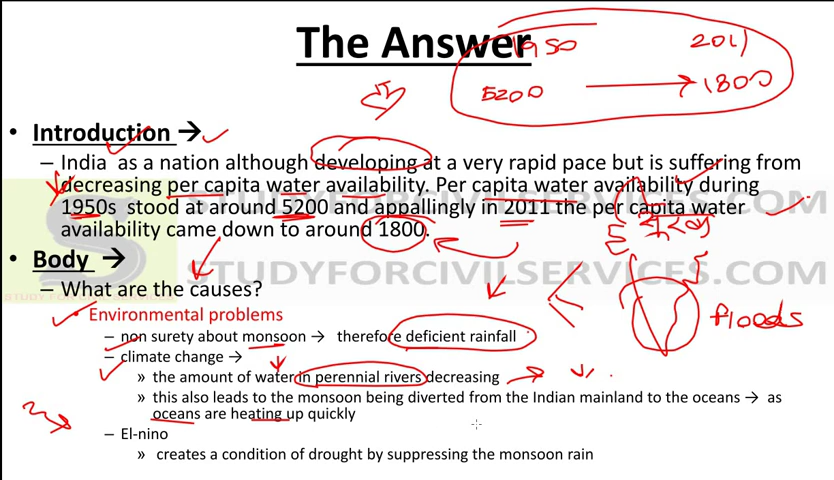 The Answer
1950 2011
5200 → 1800
• Introduction →
– India as a nation although developing at a very rapid pace but is suffering from
decreasing per capita water availability. Per capita water availability during
1950s stood at around 5200 and appallingly in 2011 the per capita water
availability came down to around 1800.
STUDYFORCIVILSERVICES.COM
• Body →
STUDYFORCIVILSERVICES.COM
– What are the causes?
Environmental problems
floods
– non surety about monsoon → therefore deficient rainfall
– climate change →
» the amount of water in perennial rivers decreasing
» this also leads to the monsoon being diverted from the Indian mainland to the oceans → as
oceans are heating up quickly
– El-nino
» creates a condition of drought by suppressing the monsoon rain